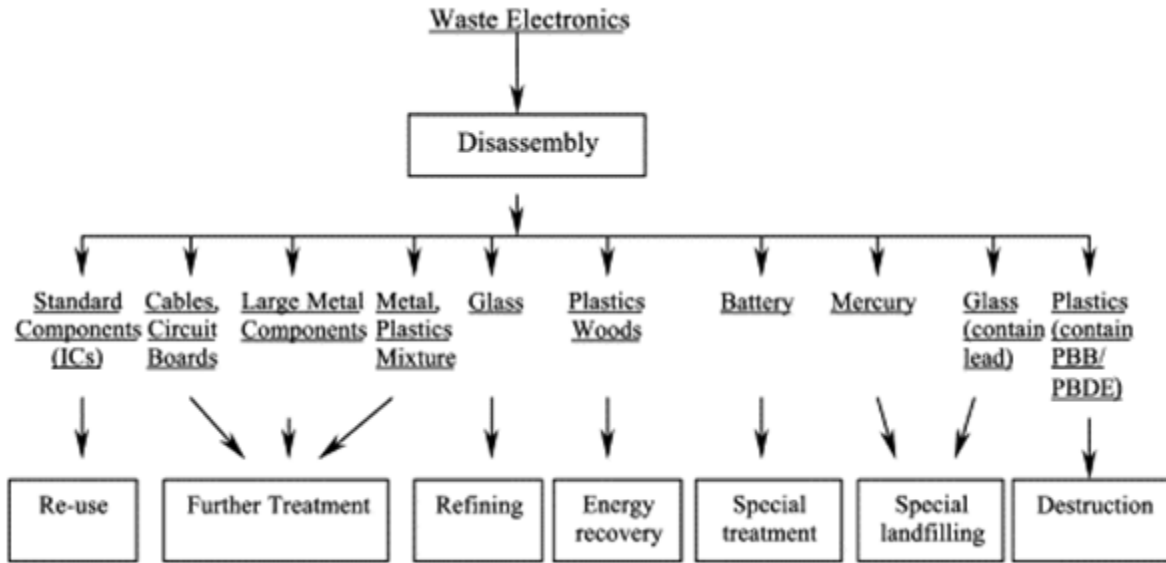 Waste Electronics
Disassembly
Standard
Components
(ICs)
Cables,
Circuit
Boards
Large Metal
Components
Metal,
Plastics
Mixture
Glass
Plastics
Woods
Battery
Mercury
Glass
(contain
lead)
Plastics
(contain
PBB/
PBDE)
Re-use
Further Treatment
Refining
Energy
recovery
Special
treatment
Special
landfilling
Destruction